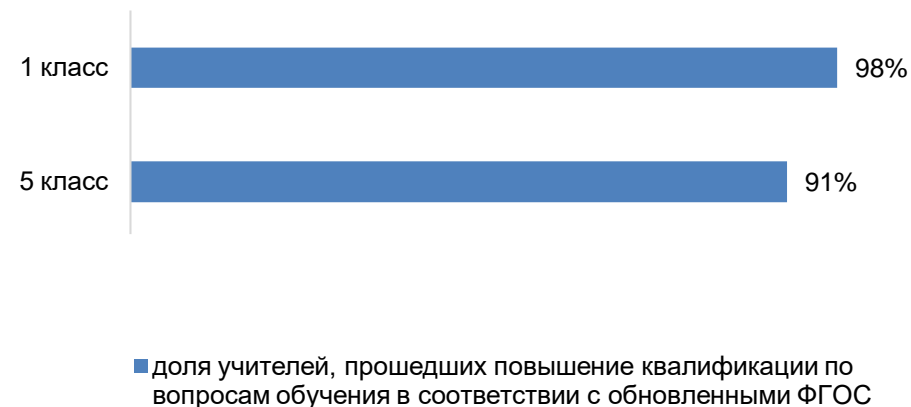 1 класс
98%
5 класс
91%
доля учителей, прошедших повышение квалификации по
вопросам обучения в соответствии с обновленными ФГОС